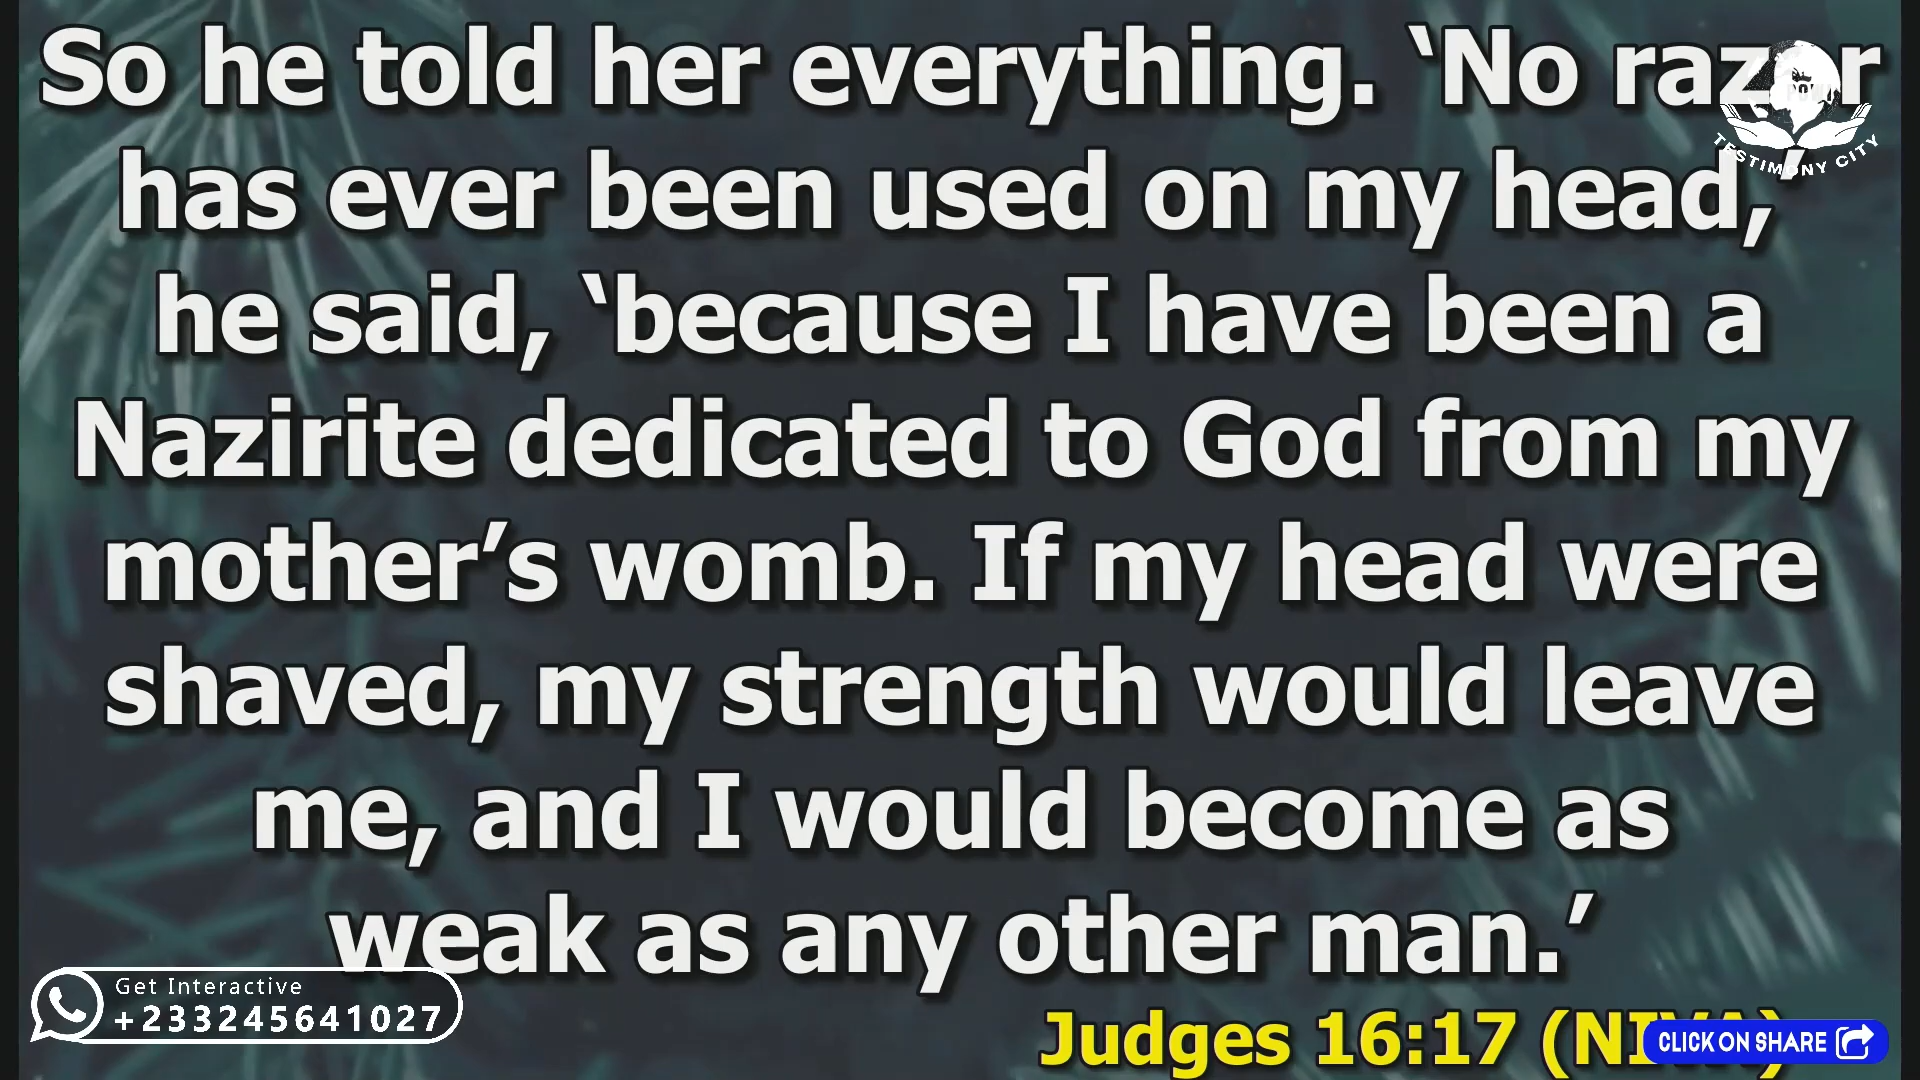 So he told her everything. ‘No razor
has ever been used on my head,’
he said, ‘because I have been a
Nazirite dedicated to God from my
mother’s womb. If my head were
shaved, my strength would leave
me, and I would become as
weak as any other man.’
Judges 16:17 (NIVA)
TESTIMONY CITY
Get Interactive
+233245641027
CLICK ON SHARE